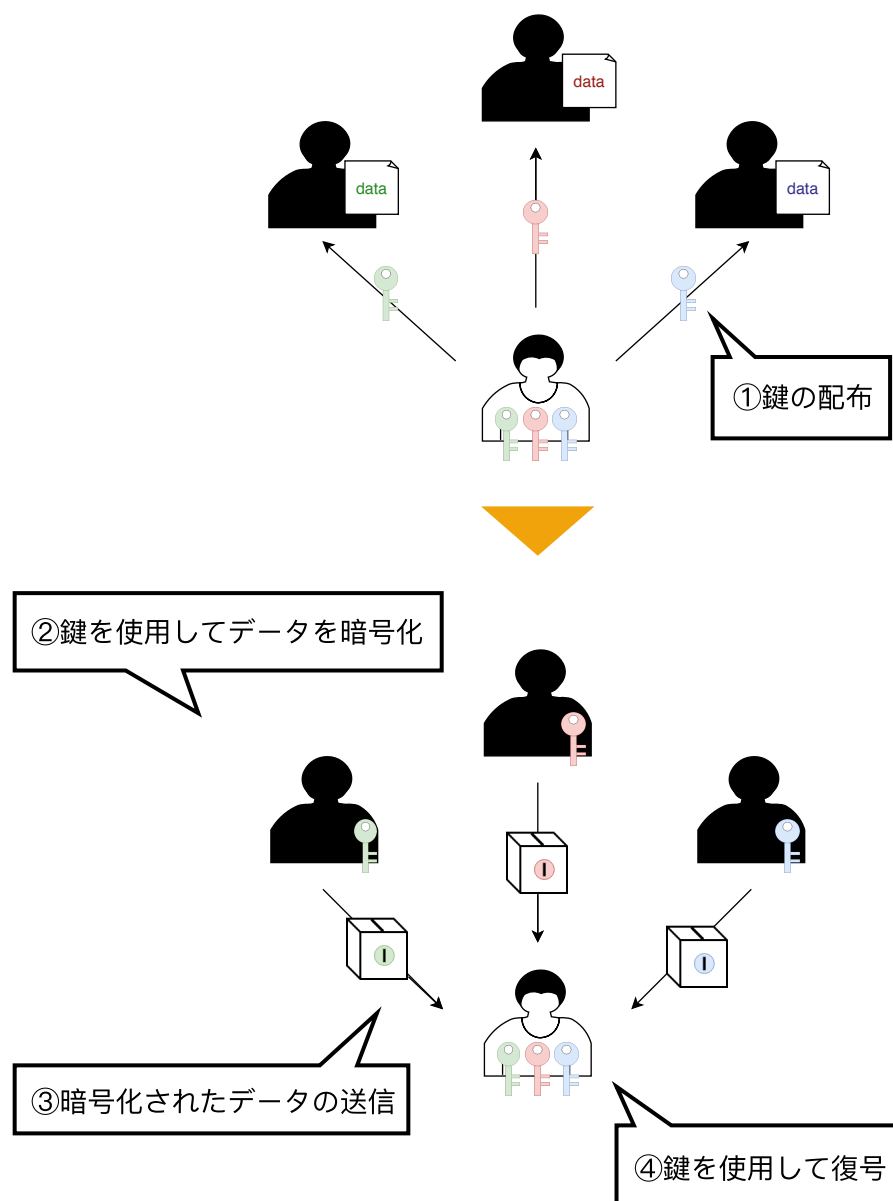 data
data
data
①鍵の配布
②鍵を使用してデータを暗号化
③暗号化されたデータの送信
④鍵を使用して復号